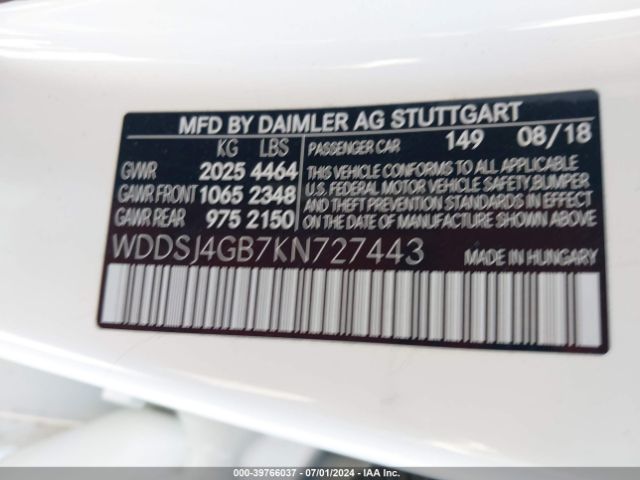 MFD BY DAIMLER AG STUTTGART
KG LBS PASSENGER CAR 149 08/18
GVWR 2025 4464
GAWR FRONT 1065 2348
GAWR REAR 975 2150
THIS VEHICLE CONFORMS TO ALL APPLICABLE
U.S. FEDERAL MOTOR VEHICLE SAFETY, BUMPER
AND THEFT PREVENTION STANDARDS IN EFFECT
ON THE DATE OF MANUFACTURE SHOWN ABOVE
WDDSJ4GB7KN727443 MADE IN HUNGARY
000-39766037 - 07/01/2024 - IAA INC.